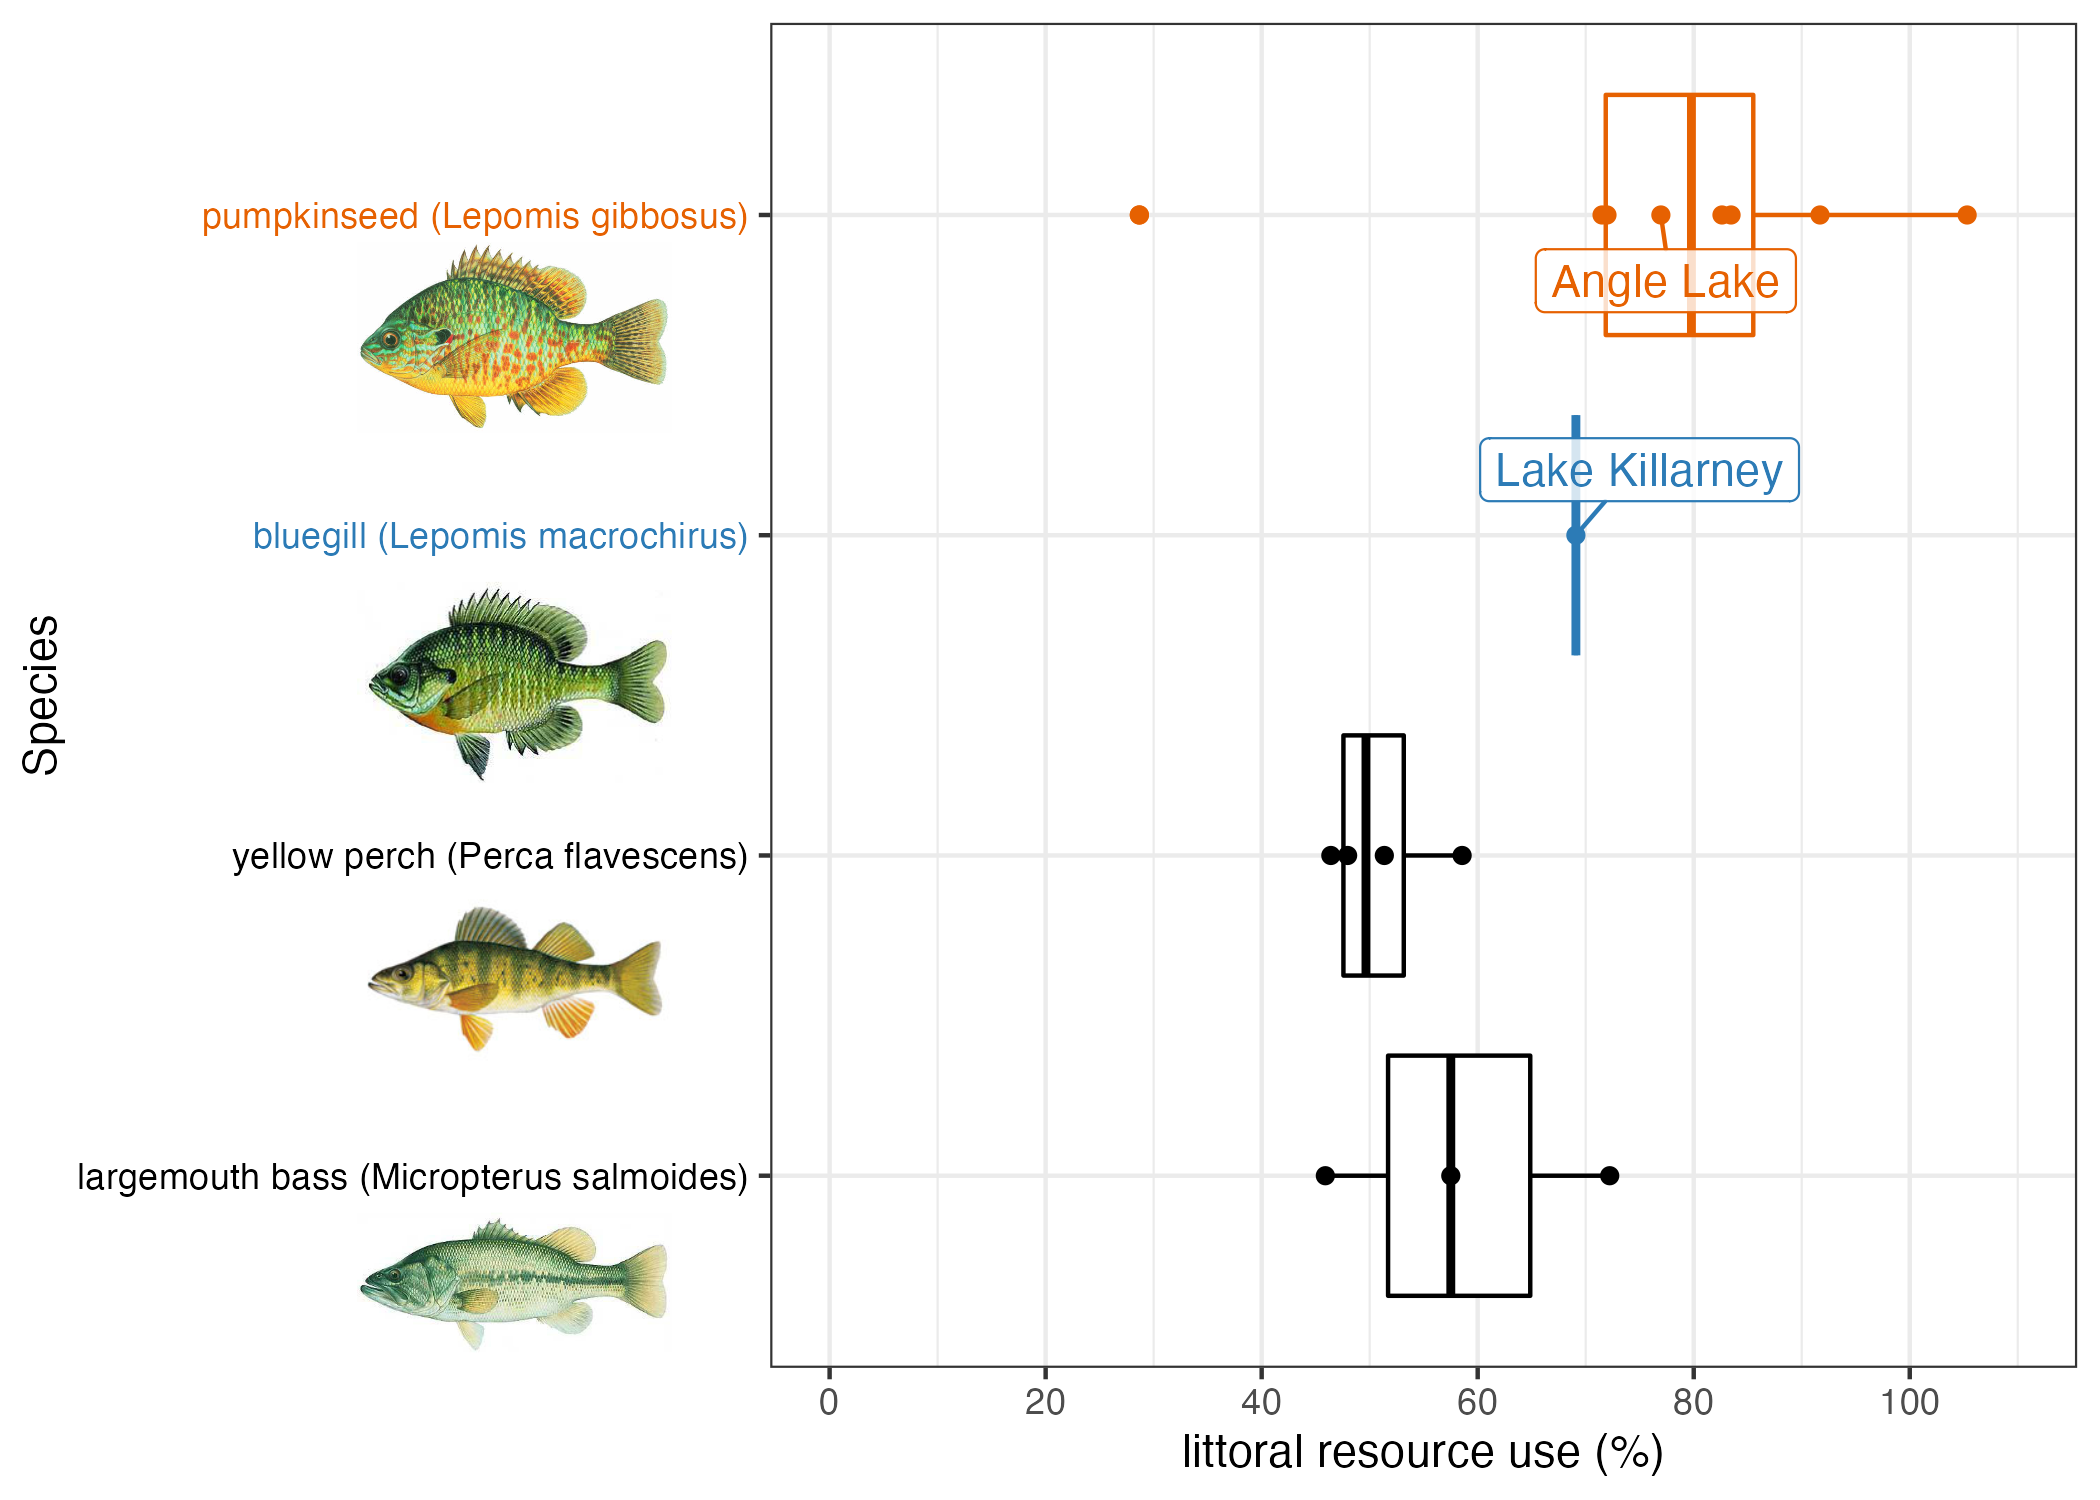 pumpkinseed (Lepomis gibbosus)
Angle Lake
Lake Killarney
bluegill (Lepomis macrochirus)
Species
yellow perch (Perca flavescens)
largemouth bass (Micropterus salmoides)
0 20 40 60 80 100
littoral resource use (%)